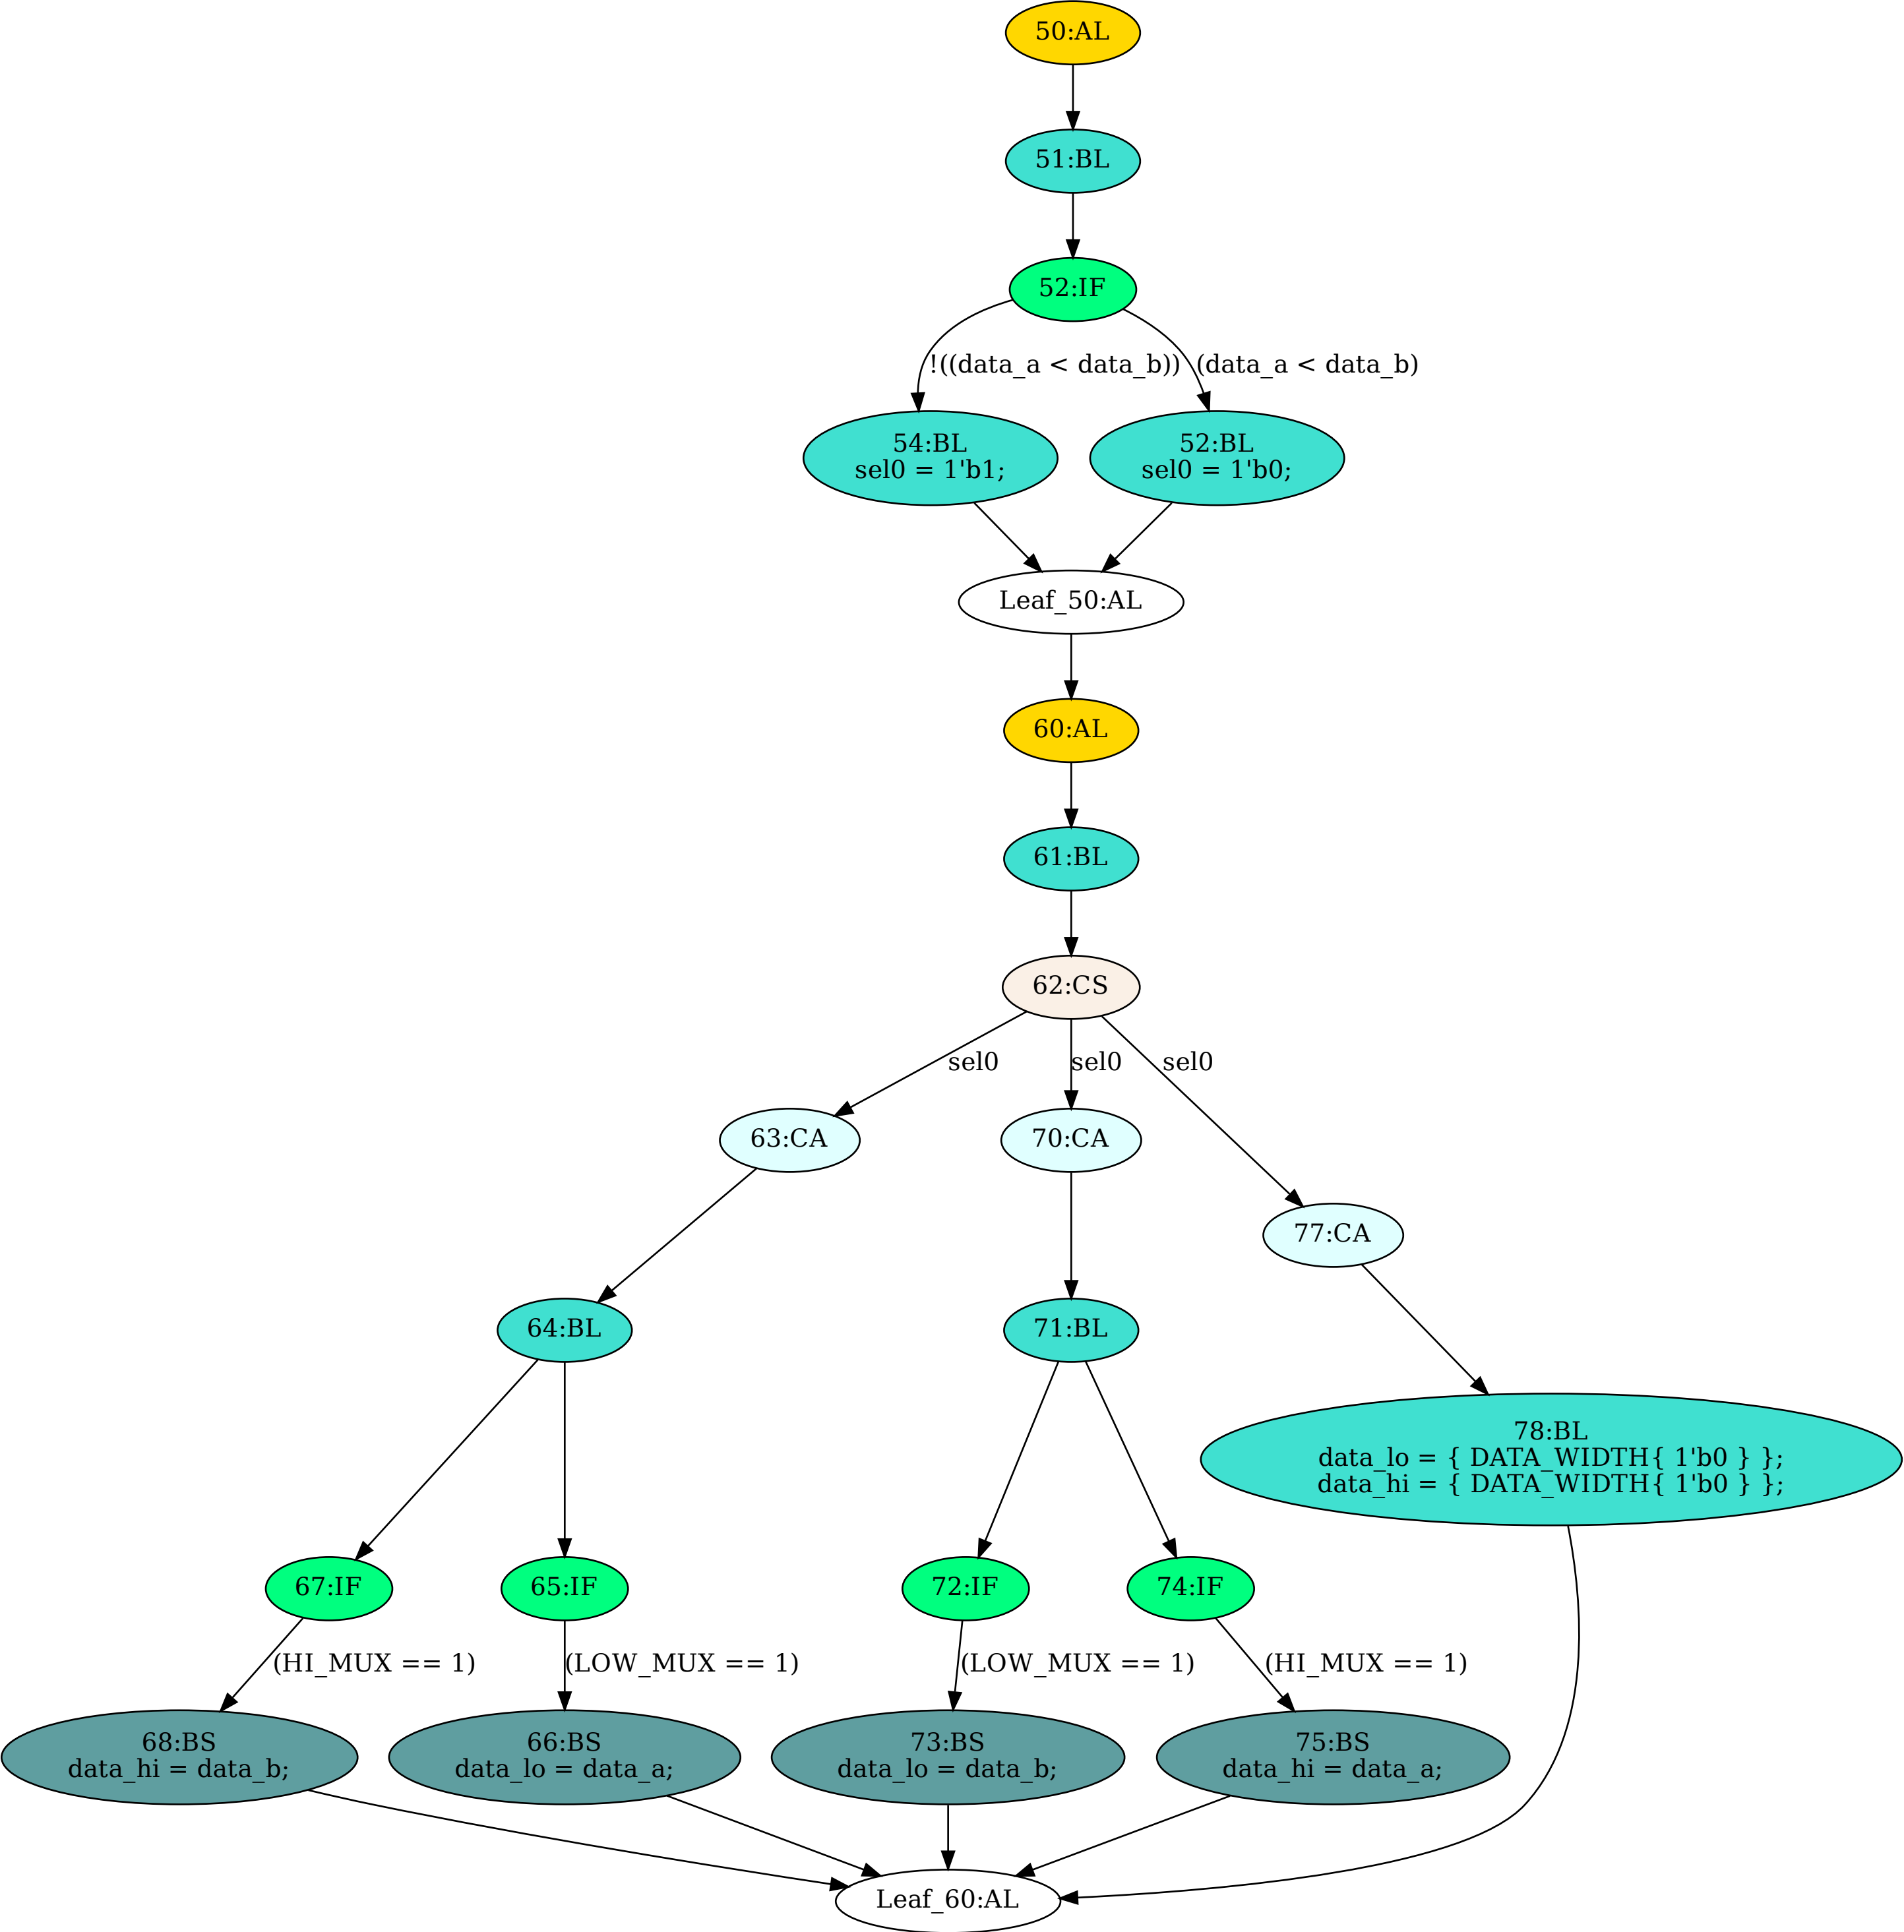 50:AL
51:BL
52:IF
!((data_a < data_b))
(data_a < data_b)
54:BL
sel0 = 1'b1;
52:BL
sel0 = 1'b0;
Leaf_50:AL
60:AL
61:BL
62:CS
sel0
sel0
sel0
63:CA
70:CA
77:CA
64:BL
71:BL
78:BL
data_lo = { DATA_WIDTH{ 1'b0 } };
data_hi = { DATA_WIDTH{ 1'b0 } };
67:IF
65:IF
72:IF
74:IF
(HI_MUX == 1)
(LOW_MUX == 1)
(LOW_MUX == 1)
(HI_MUX == 1)
68:BS
data_hi = data_b;
66:BS
data_lo = data_a;
73:BS
data_lo = data_b;
75:BS
data_hi = data_a;
Leaf_60:AL